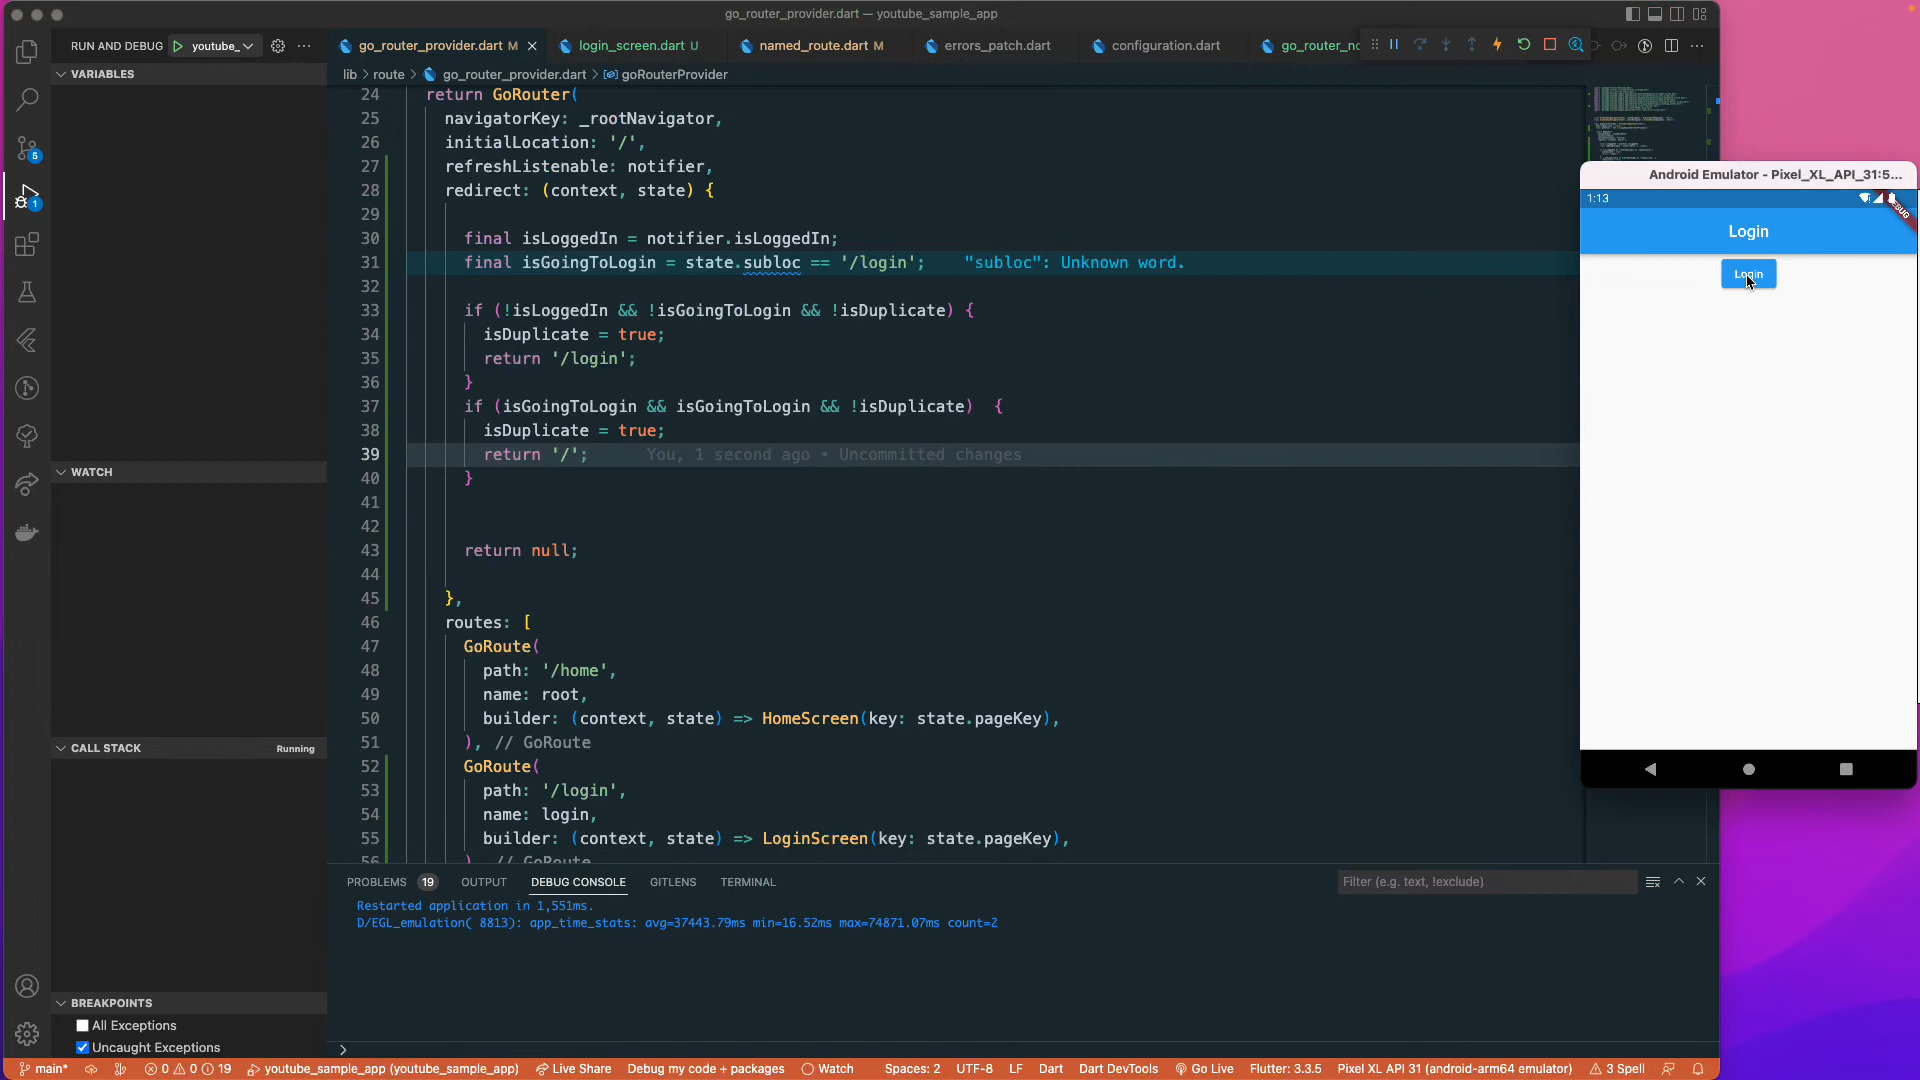 go_router_provider.dart — youtube_sample_app
RUN AND DEBUG
youtube_
go_router_provider.dart M
login_screen.dart U
named_route.dart M
errors_patch.dart
configuration.dart
go_router_no
lib > route > go_router_provider.dart > goRouterProvider
VARIABLES
WATCH
CALL STACK
Running
BREAKPOINTS
All Exceptions
Uncaught Exceptions
5
1
24 return GoRouter(
25 navigatorKey: _rootNavigator,
26 initialLocation: '/',
27 refreshListenable: notifier,
28 redirect: (context, state) {
29
30 final isLoggedIn = notifier.isLoggedIn;
31 final isGoingToLogin = state.subloc == '/login'; "subloc": Unknown word.
32
33 if (!isLoggedIn && !isGoingToLogin && !isDuplicate) {
34 isDuplicate = true;
35 return '/login';
36 }
37 if (isGoingToLogin && isGoingToLogin && !isDuplicate) {
38 isDuplicate = true;
39 return '/'; You, 1 second ago • Uncommitted changes
40 }
41
42
43 return null;
44
45 },
46 routes: [
47 GoRoute(
48 path: '/home',
49 name: root,
50 builder: (context, state) => HomeScreen(key: state.pageKey),
51 ), // GoRoute
52 GoRoute(
53 path: '/login',
54 name: login,
55 builder: (context, state) => LoginScreen(key: state.pageKey),
56 ) // GoRoute
Android Emulator - Pixel_XL_API_31:5...
1:13
Login
Login
PROBLEMS 19 OUTPUT DEBUG CONSOLE GITLENS TERMINAL
Filter (e.g. text, !exclude)
Restarted application in 1,551ms.
D/EGL_emulation( 8813): app_time_stats: avg=37443.79ms min=16.52ms max=74871.07ms count=2
main* 0 0 19 youtube_sample_app (youtube_sample_app) Live Share Debug my code + packages Watch Spaces: 2 UTF-8 LF Dart Dart DevTools Go Live Flutter: 3.3.5 Pixel XL API 31 (android-arm64 emulator) 3 Spell